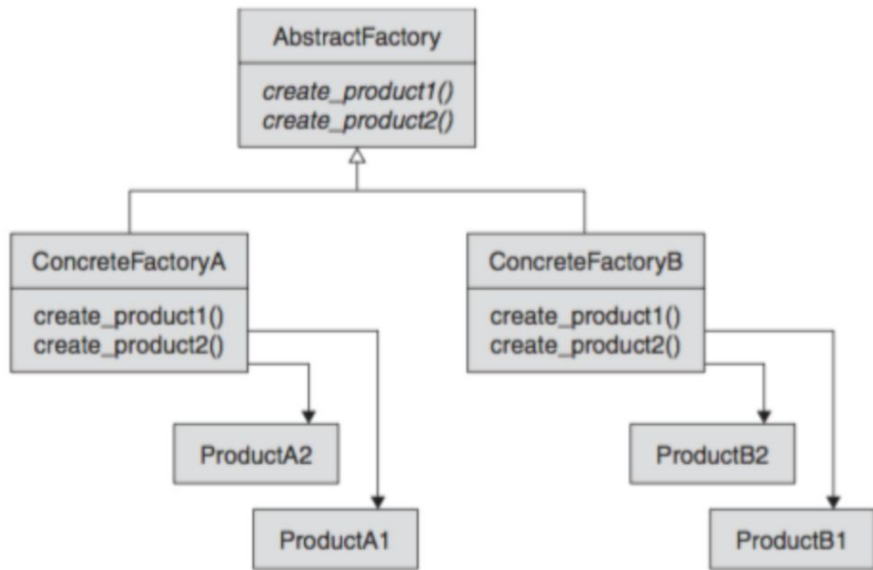 AbstractFactory
create_product1()
create_product2()
ConcreteFactoryA
create_product1()
create_product2()
ConcreteFactoryB
create_product1()
create_product2()
ProductA2
ProductA1
ProductB2
ProductB1